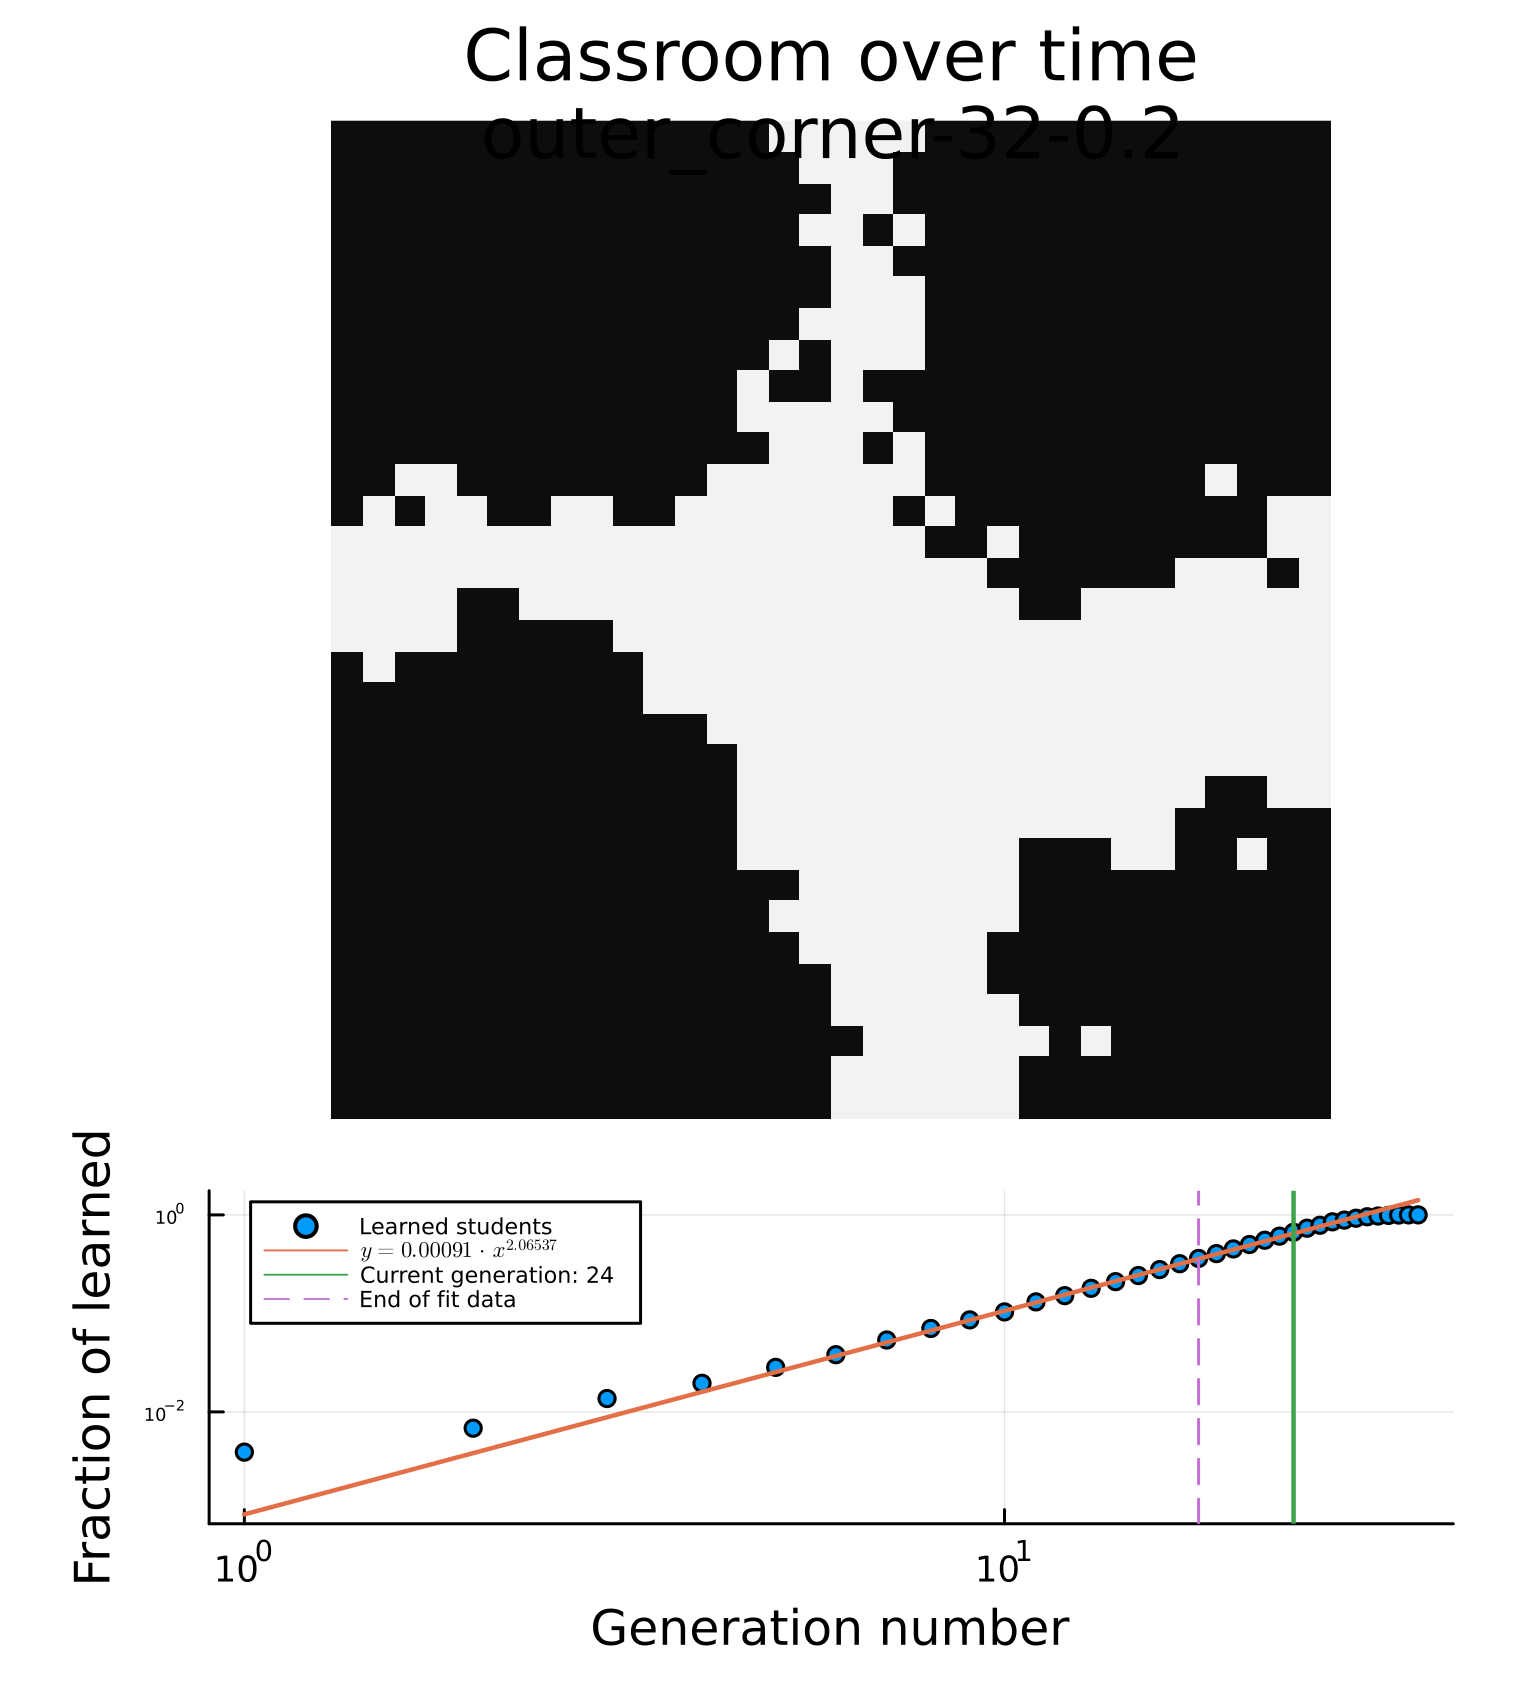 Classroom over time
outer_corner-32-0.2
Fraction of learned
10⁰
10⁻²
Learned students
y = 0.00091 · x^2.06537
Current generation: 24
End of fit data
10⁰
10¹
Generation number